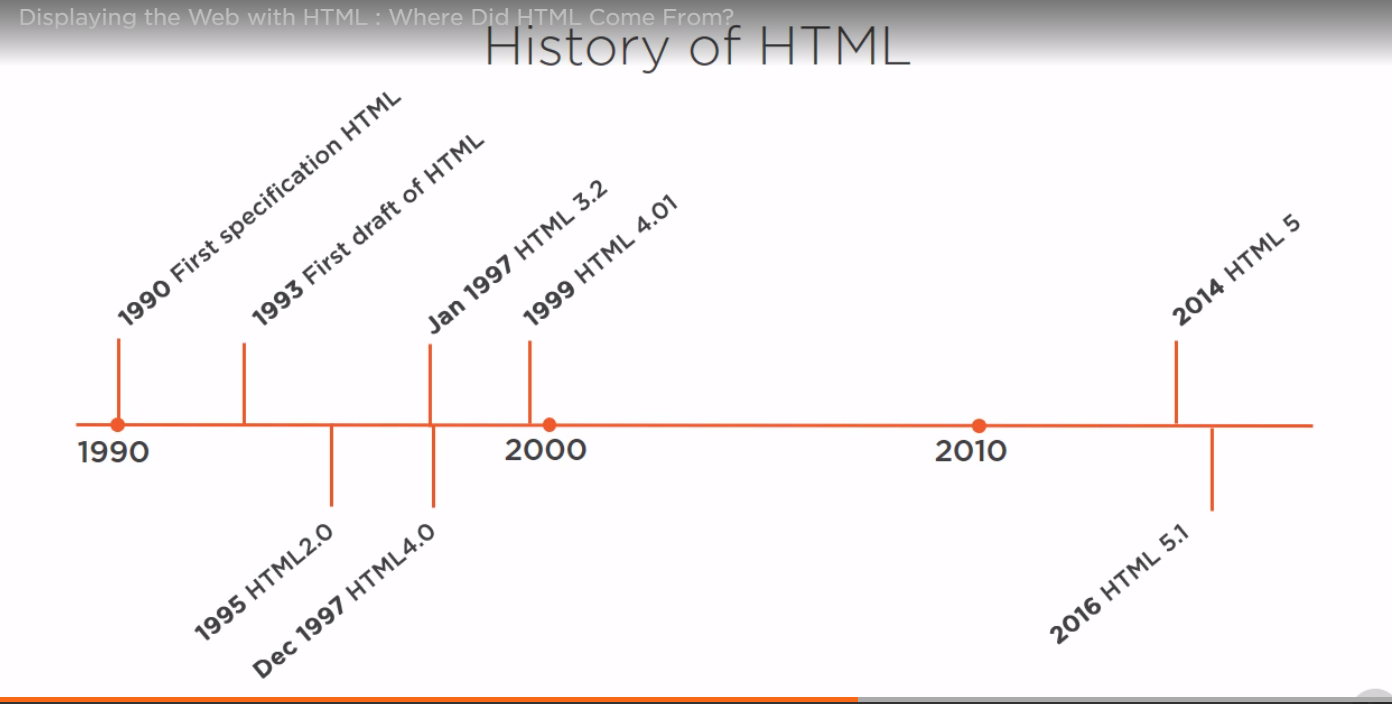 Displaying the Web with HTML : Where Did HTML Come From?
History of HTML
1990 First specification HTML
1993 First draft of HTML
Jan 1997 HTML 3.2
1999 HTML 4.01
2014 HTML 5
1990
2000
2010
1995 HTML2.0
Dec 1997 HTML4.0
2016 HTML 5.1